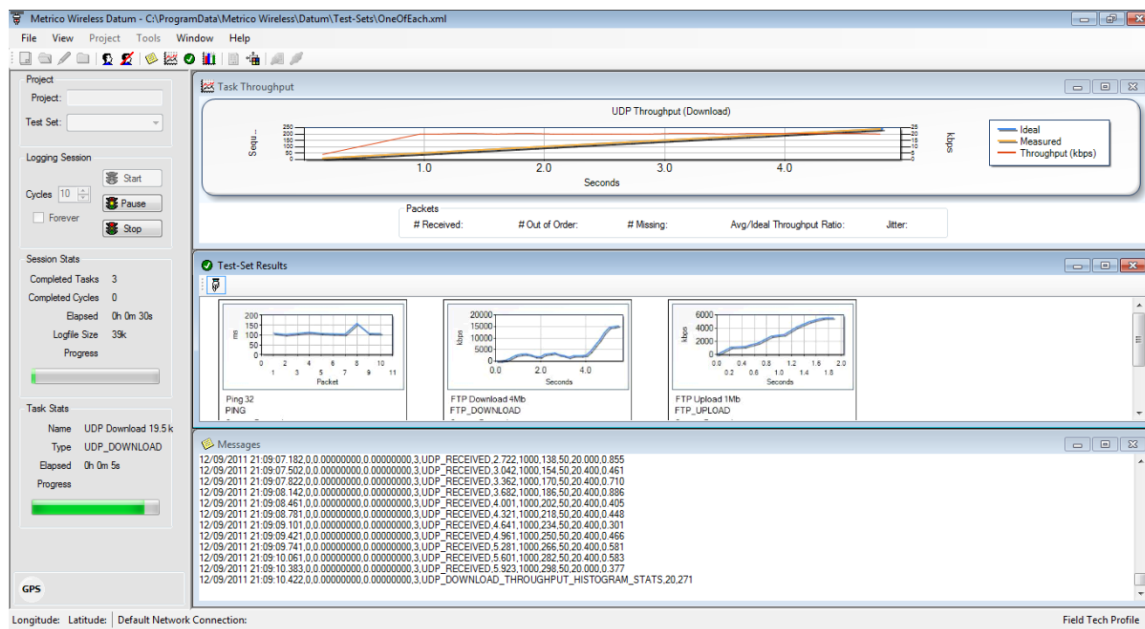 Metrico Wireless Datum - C:\ProgramData\Metrico Wireless\Datum\Test-Sets\OneOfEach.xml
File View Project Tools Window Help
Project
Project:
Test Set:
Logging Session
Start
Cycles 10
Pause
Forever
Stop
Session Stats
Completed Tasks 3
Completed Cycles 0
Elapsed 0h 0m 30s
Logfile Size 39k
Progress
Task Stats
Name UDP Download 19.5k
Type UDP_DOWNLOAD
Elapsed 0h 0m 5s
Progress
GPS
Task Throughput
UDP Throughput (Download)
Sequ...
250
200
150
100
50
0
25
20
15
10
5
0
kbps
1.0 2.0 3.0 4.0
Seconds
Ideal
Measured
Throughput (kbps)
Packets
# Received: # Out of Order: # Missing: Avg/Ideal Throughput Ratio: Jitter:
Test-Set Results
ms
200
150
100
50
0
0 2 4 6 8 10
1 3 5 7 9 11
Packet
Ping 32
PING
kbps
20000
15000
10000
5000
0
0.0 2.0 4.0
Seconds
FTP Download 4Mb
FTP_DOWNLOAD
kbps
6000
4000
2000
0
0.0 0.4 0.8 1.2 1.6 2.0
0.2 0.6 1.0 1.4 1.8
Seconds
FTP Upload 1Mb
FTP_UPLOAD
Messages
12/09/2011 21:09:07.182,0,0.00000000,0.00000000,3,UDP_RECEIVED,2.722,1000,138,50,20.000,0.855
12/09/2011 21:09:07.502,0,0.00000000,0.00000000,3,UDP_RECEIVED,3.042,1000,154,50,20.400,0.461
12/09/2011 21:09:07.822,0,0.00000000,0.00000000,3,UDP_RECEIVED,3.362,1000,170,50,20.400,0.710
12/09/2011 21:09:08.142,0,0.00000000,0.00000000,3,UDP_RECEIVED,3.682,1000,186,50,20.400,0.886
12/09/2011 21:09:08.461,0,0.00000000,0.00000000,3,UDP_RECEIVED,4.001,1000,202,50,20.400,0.405
12/09/2011 21:09:08.781,0,0.00000000,0.00000000,3,UDP_RECEIVED,4.321,1000,218,50,20.400,0.448
12/09/2011 21:09:09.101,0,0.00000000,0.00000000,3,UDP_RECEIVED,4.641,1000,234,50,20.400,0.301
12/09/2011 21:09:09.421,0,0.00000000,0.00000000,3,UDP_RECEIVED,4.961,1000,250,50,20.400,0.466
12/09/2011 21:09:09.741,0,0.00000000,0.00000000,3,UDP_RECEIVED,5.281,1000,266,50,20.400,0.581
12/09/2011 21:09:10.061,0,0.00000000,0.00000000,3,UDP_RECEIVED,5.601,1000,282,50,20.400,0.583
12/09/2011 21:09:10.383,0,0.00000000,0.00000000,3,UDP_RECEIVED,5.923,1000,298,50,20.000,0.377
12/09/2011 21:09:10.422,0,0.00000000,0.00000000,3,UDP_DOWNLOAD_THROUGHPUT_HISTOGRAM_STATS,20,271
Longitude: Latitude: Default Network Connection: Field Tech Profile